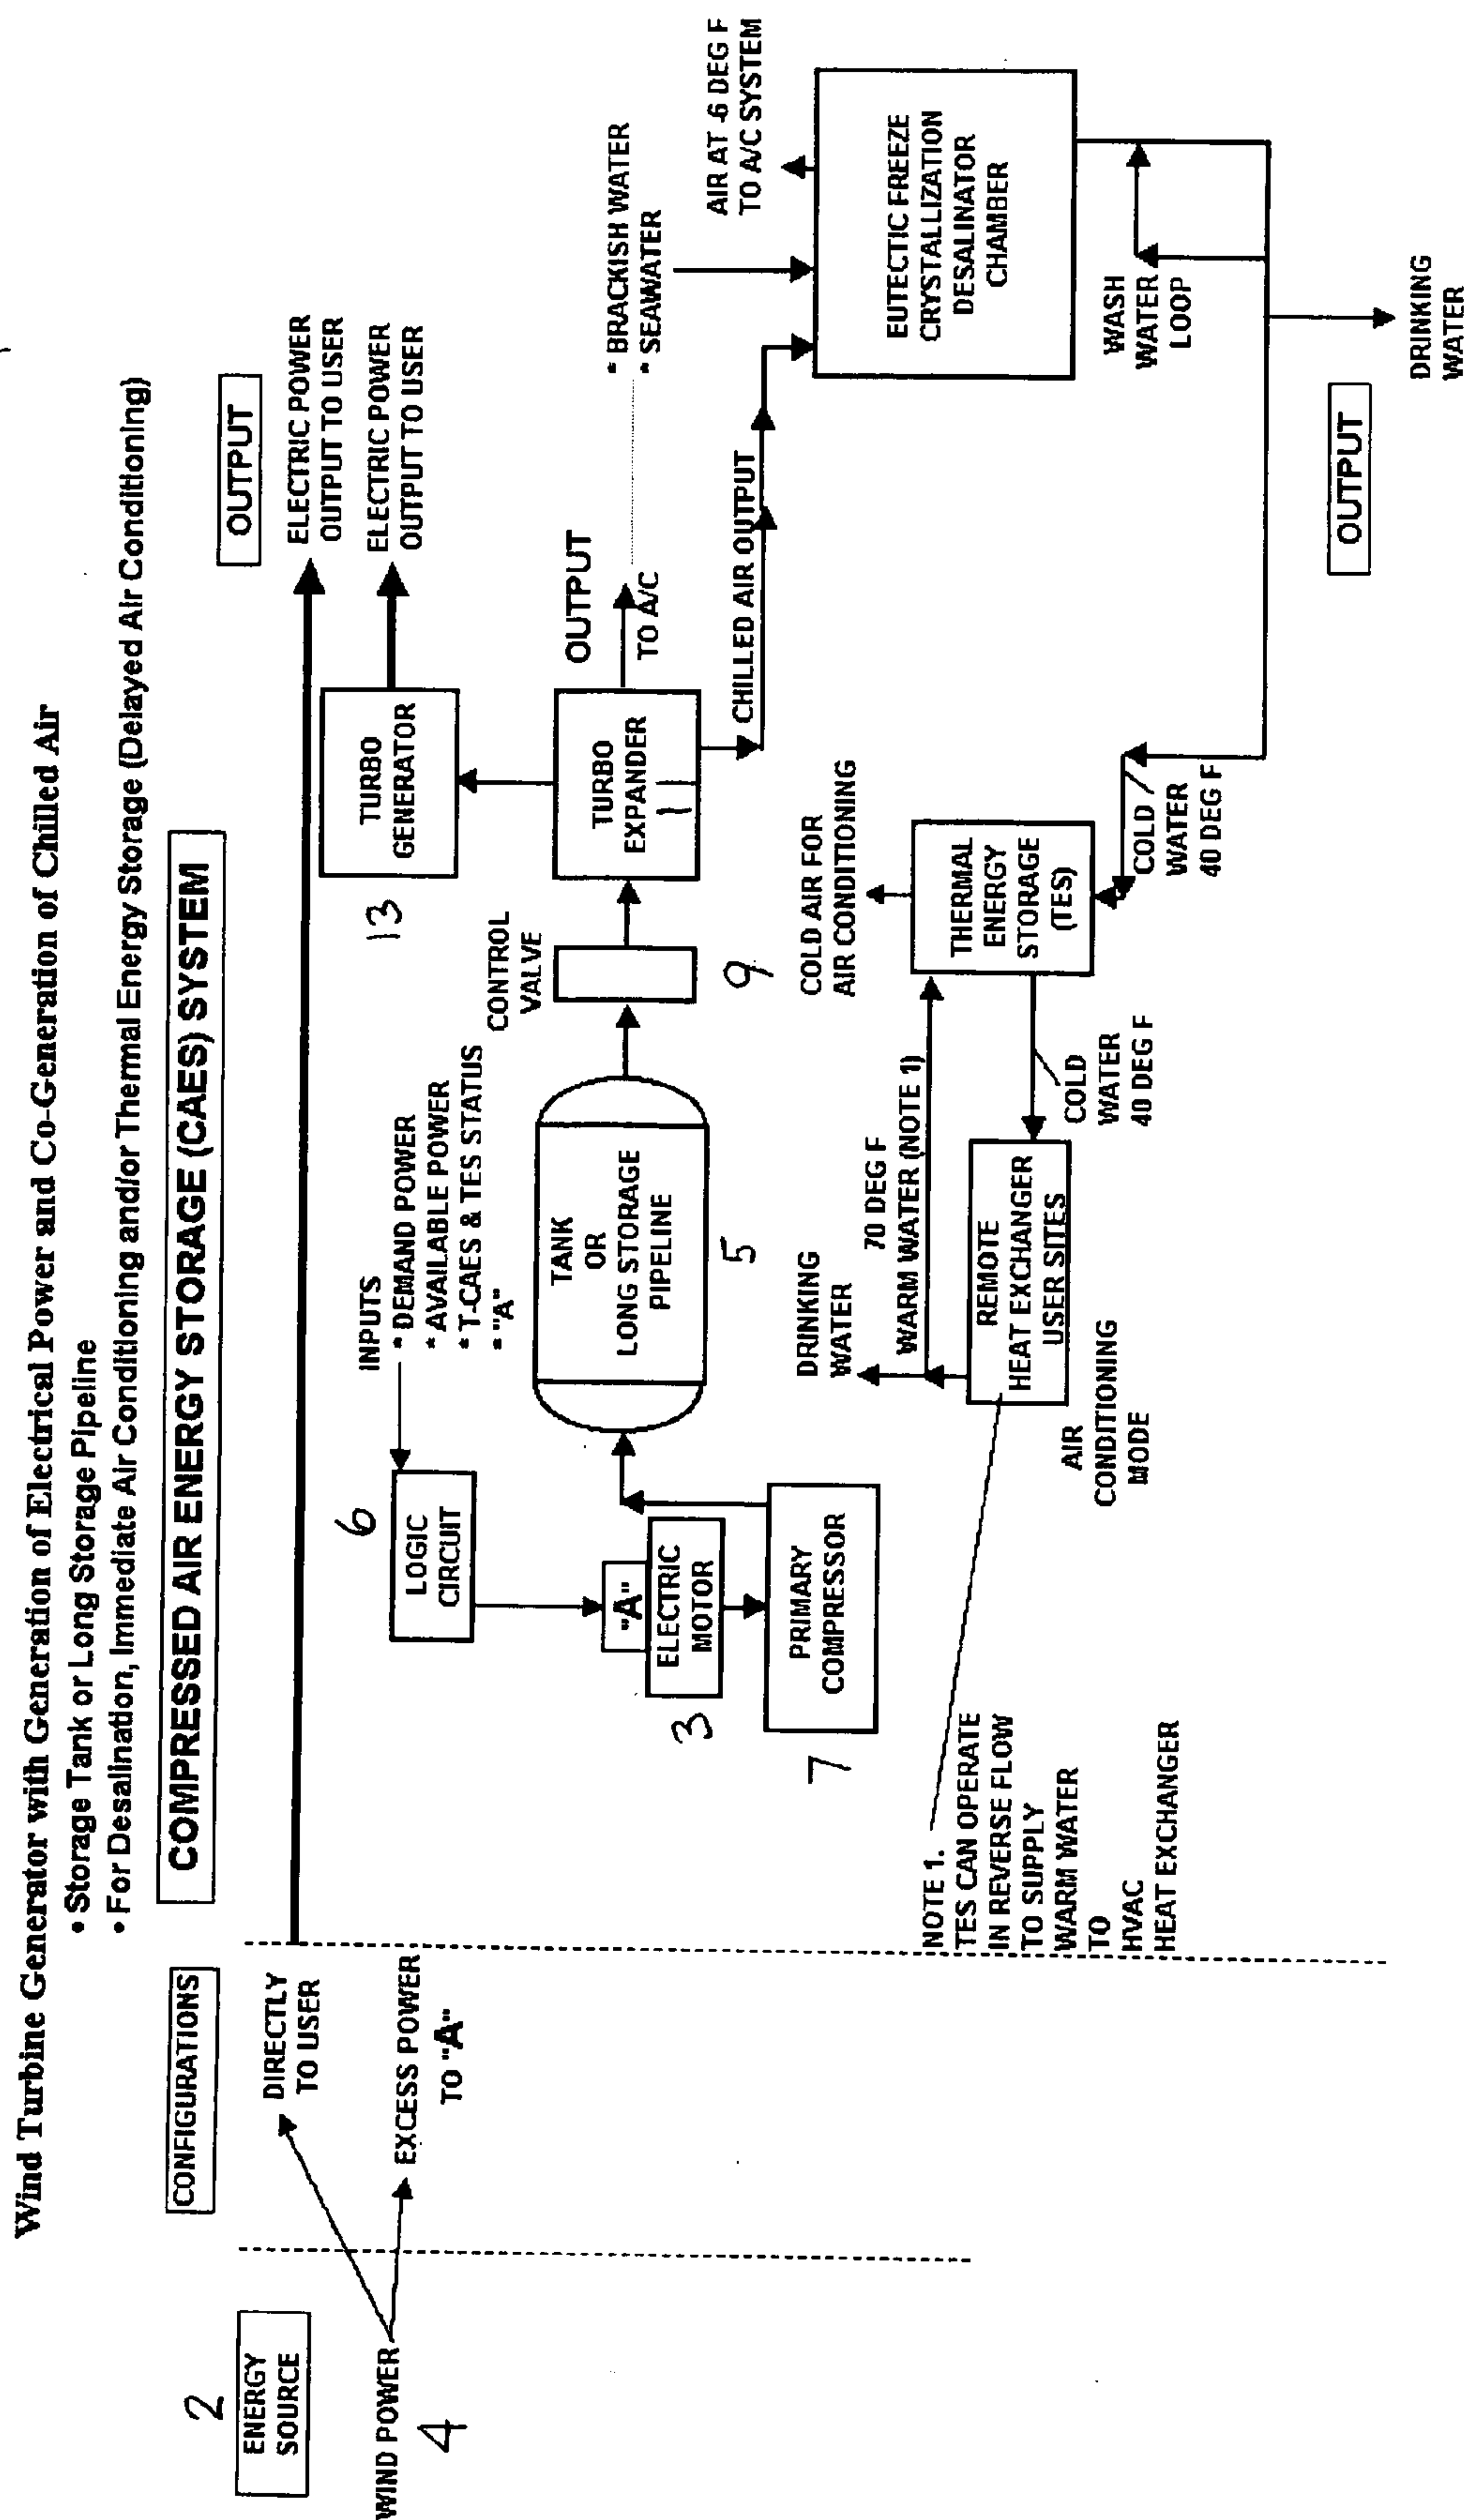 Wind Turbine Generator with Generation of Electrical Power and Co-Generation of Chilled Air
• Storage Tank or Long Storage Pipeline
• For Desalination, Immediate Air Conditioning and/or Thermal Energy Storage (Delayed Air Conditioning)
COMPRESSED AIR ENERGY STORAGE (CAES) SYSTEM
2
ENERGY
SOURCE
WIND POWER
4
CONFIGURATIONS
DIRECTLY
TO USER
EXCESS POWER
TO "A"
OUTPUT
ELECTRIC POWER
OUTPUT TO USER
ELECTRIC POWER
OUTPUT TO USER
6
LOGIC
CIRCUIT
INPUTS
* DEMAND POWER
* AVAILABLE POWER
* T-CAES & TES STATUS
* "A"
"A"
ELECTRIC
MOTOR
3
PRIMARY
COMPRESSOR
7
TANK
OR
LONG STORAGE
PIPELINE
5
CONTROL
VALVE
9
13
TURBO
GENERATOR
TURBO
EXPANDER
11
OUTPUT
TO A/C
CHILLED AIR OUTPUT
* BRACKISH WATER
* SEAWATER
AIR AT -6 DEG F
TO A/C SYSTEM
EUTECTIC FREEZE
CRYSTALLIZATION
DESALINATOR
CHAMBER
WASH
WATER
LOOP
DRINKING
WATER
OUTPUT
COLD AIR FOR
AIR CONDITIONING
THERMAL
ENERGY
STORAGE
(TES)
COLD
WATER
40 DEG F
COLD
WATER
40 DEG F
70 DEG F
WARM WATER (NOTE 1)
DRINKING
WATER
REMOTE
HEAT EXCHANGER
USER SITES
AIR
CONDITIONING
MODE
NOTE 1.
TES CAN OPERATE
IN REVERSE FLOW
TO SUPPLY
WARM WATER
TO
HVAC
HEAT EXCHANGER